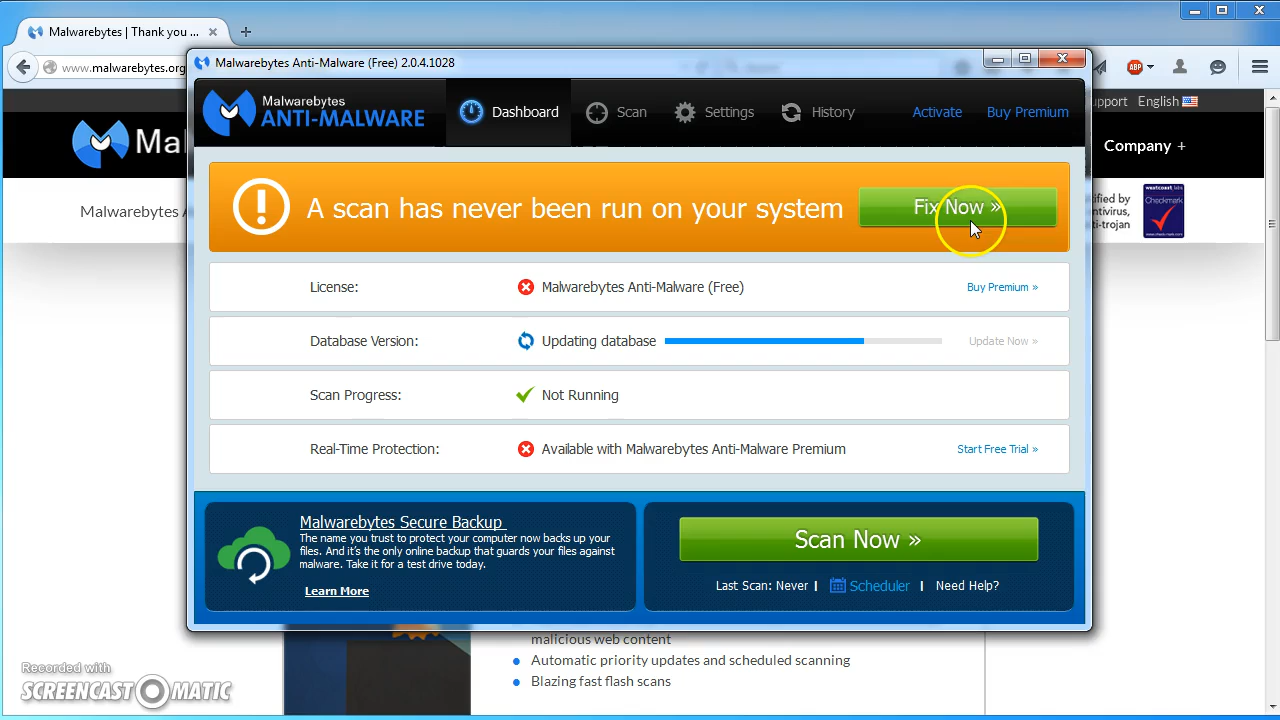 Malwarebytes | Thank you ...
www.malwarebytes.org
ABP
Malwarebytes Anti-Malware (Free) 2.0.4.1028
Malwarebytes
ANTI-MALWARE
Dashboard
Scan
Settings
History
Activate
Buy Premium
upport
English
Mal
Company +
Malwarebytes A
westcoast labs
Checkmark
ified by
ntivirus,
ti-trojan
A scan has never been run on your system
Fix Now »
License:
Malwarebytes Anti-Malware (Free)
Buy Premium »
Database Version:
Updating database
Update Now »
Scan Progress:
Not Running
Real-Time Protection:
Available with Malwarebytes Anti-Malware Premium
Start Free Trial »
Malwarebytes Secure Backup
The name you trust to protect your computer now backs up your
files. And it's the only online backup that guards your files against
malware. Take it for a test drive today.
Learn More
Scan Now »
Last Scan: Never
Scheduler
Need Help?
malicious web content
Automatic priority updates and scheduled scanning
Blazing fast flash scans
Recorded with
SCREENCAST MATIC